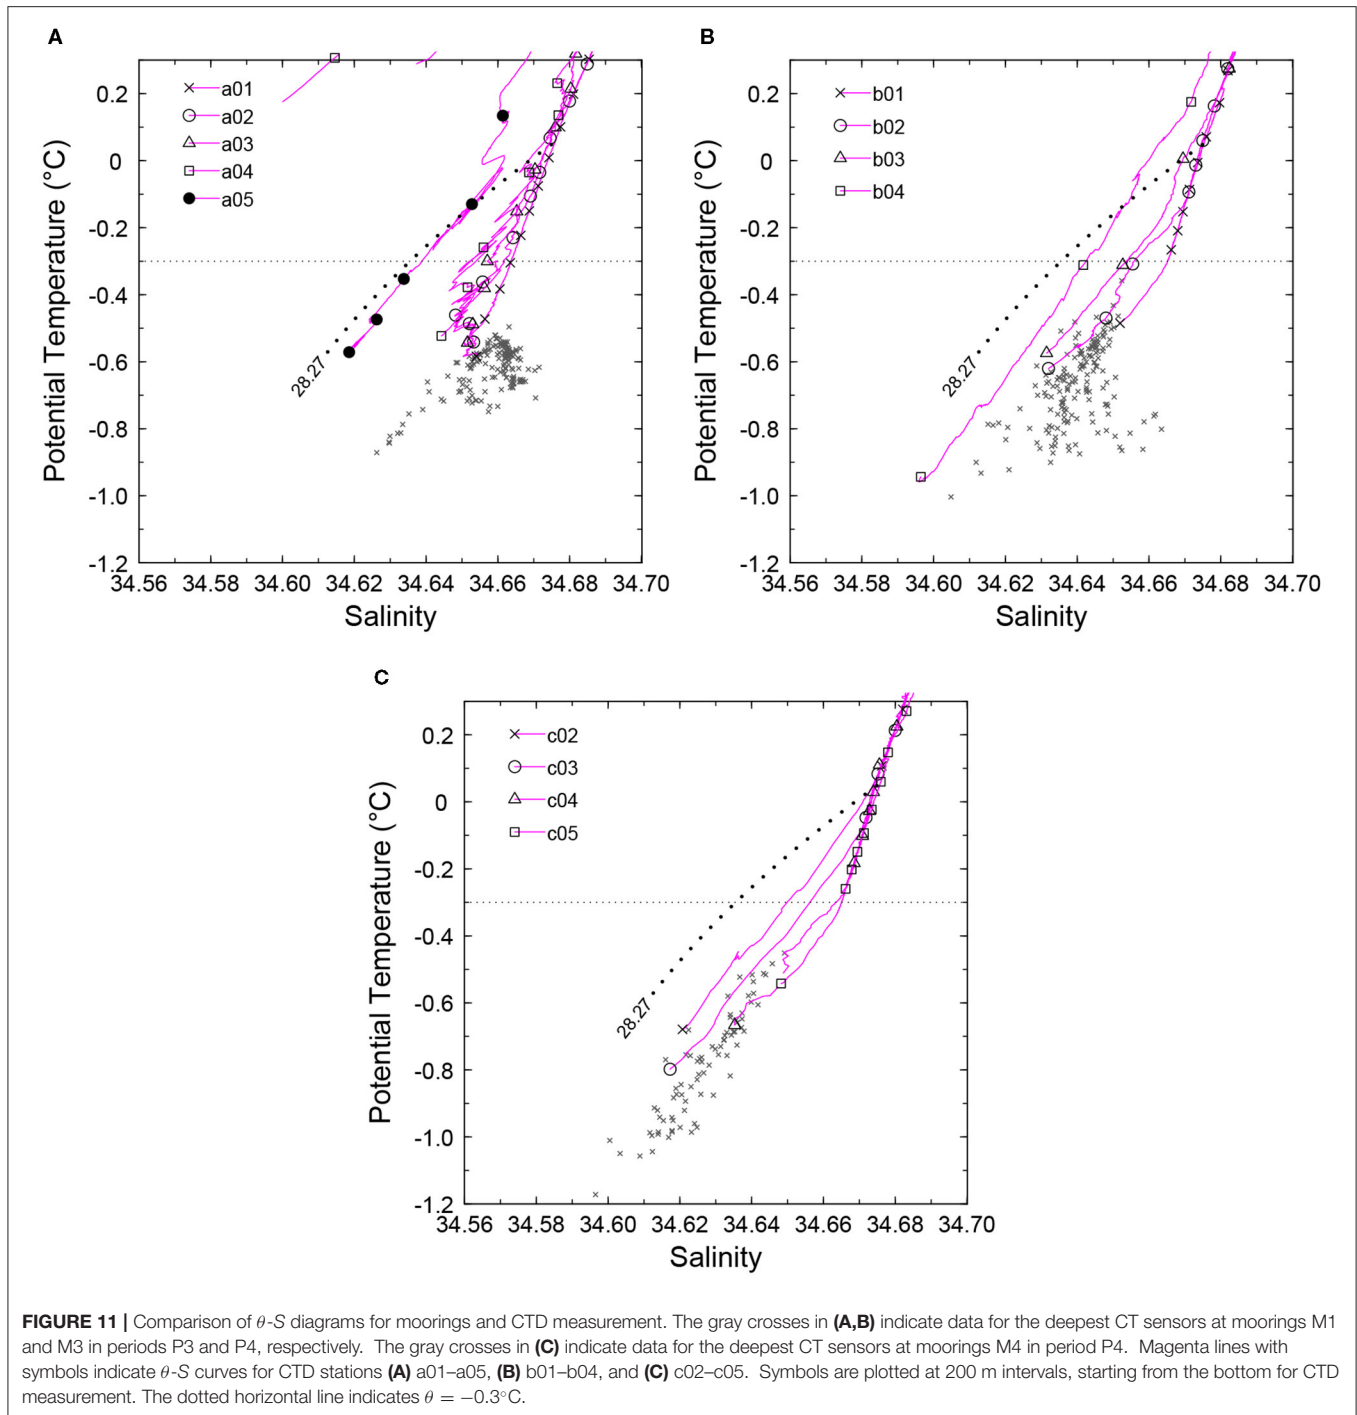 A
a01
a02
a03
a04
a05
0.2
0
-0.2
-0.4
-0.6
-0.8
-1.0
-1.2
Potential Temperature (°C)
28.27
34.56 34.58 34.60 34.62 34.64 34.66 34.68 34.70
Salinity
B
b01
b02
b03
b04
0.2
0
-0.2
-0.4
-0.6
-0.8
-1.0
-1.2
Potential Temperature (°C)
28.27
34.56 34.58 34.60 34.62 34.64 34.66 34.68 34.70
Salinity
C
c02
c03
c04
c05
0.2
0
-0.2
-0.4
-0.6
-0.8
-1.0
-1.2
Potential Temperature (°C)
28.27
34.56 34.58 34.60 34.62 34.64 34.66 34.68 34.70
Salinity
FIGURE 11 | Comparison of θ-S diagrams for moorings and CTD measurement. The gray crosses in (A,B) indicate data for the deepest CT sensors at moorings M1
and M3 in periods P3 and P4, respectively. The gray crosses in (C) indicate data for the deepest CT sensors at moorings M4 in period P4. Magenta lines with
symbols indicate θ-S curves for CTD stations (A) a01–a05, (B) b01–b04, and (C) c02–c05. Symbols are plotted at 200 m intervals, starting from the bottom for CTD
measurement. The dotted horizontal line indicates θ = −0.3°C.